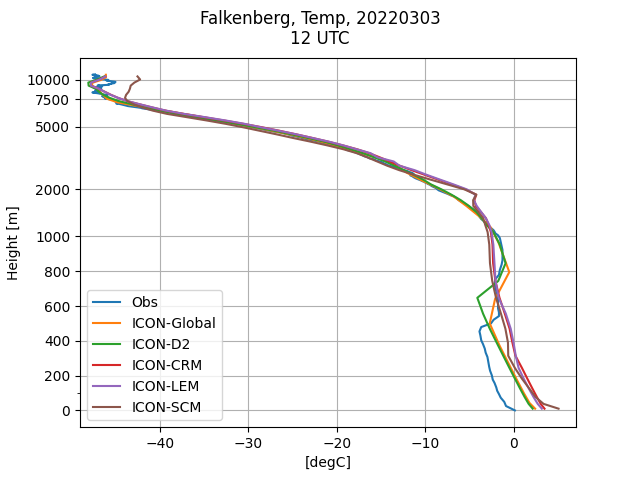 Falkenberg, Temp, 20220303
12 UTC
10000
7500
5000
2000
1000
800
600
400
200
0
Height [m]
Obs
ICON-Global
ICON-D2
ICON-CRM
ICON-LEM
ICON-SCM
−40
−30
−20
−10
0
[degC]